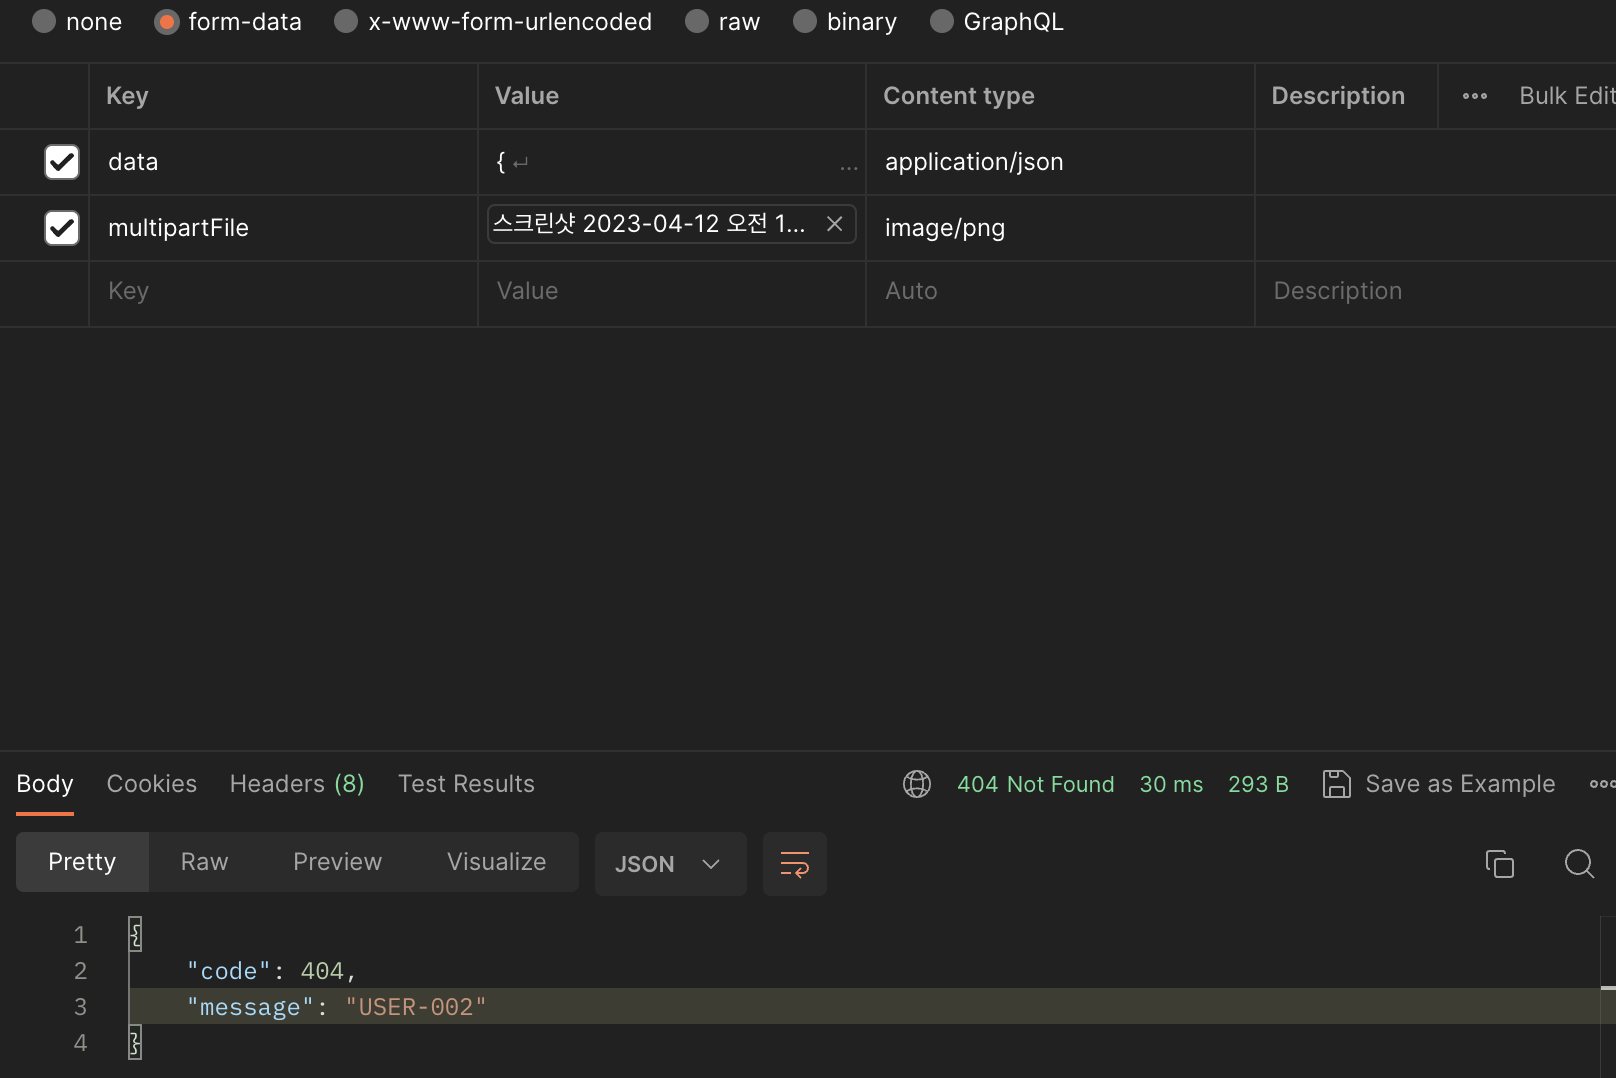 none form-data x-www-form-urlencoded raw binary GraphQL
Key Value Content type Description ••• Bulk Edit
data { ↵ ... application/json
multipartFile 스크린샷 2023-04-12 오전 1... image/png
Key Value Auto Description
Body Cookies Headers (8) Test Results 404 Not Found 30 ms 293 B Save as Example
Pretty Raw Preview Visualize JSON
1 {
2 "code": 404,
3 "message": "USER-002"
4 }